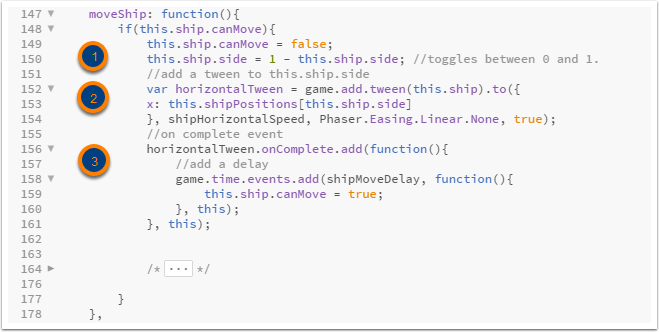 147 moveShip: function(){
148 if(this.ship.canMove){
149 this.ship.canMove = false;
1
150 this.ship.side = 1 - this.ship.side; //toggles between 0 and 1.
151 //add a tween to this.ship.side
2
152 var horizontalTween = game.add.tween(this.ship).to({
153 x: this.shipPositions[this.ship.side]
154 }, shipHorizontalSpeed, Phaser.Easing.Linear.None, true);
155 //on complete event
3
156 horizontalTween.onComplete.add(function(){
157 //add a delay
158 game.time.events.add(shipMoveDelay, function(){
159 this.ship.canMove = true;
160 }, this);
161 }, this);
162
163
164 /* ... */
176
177 }
178 },